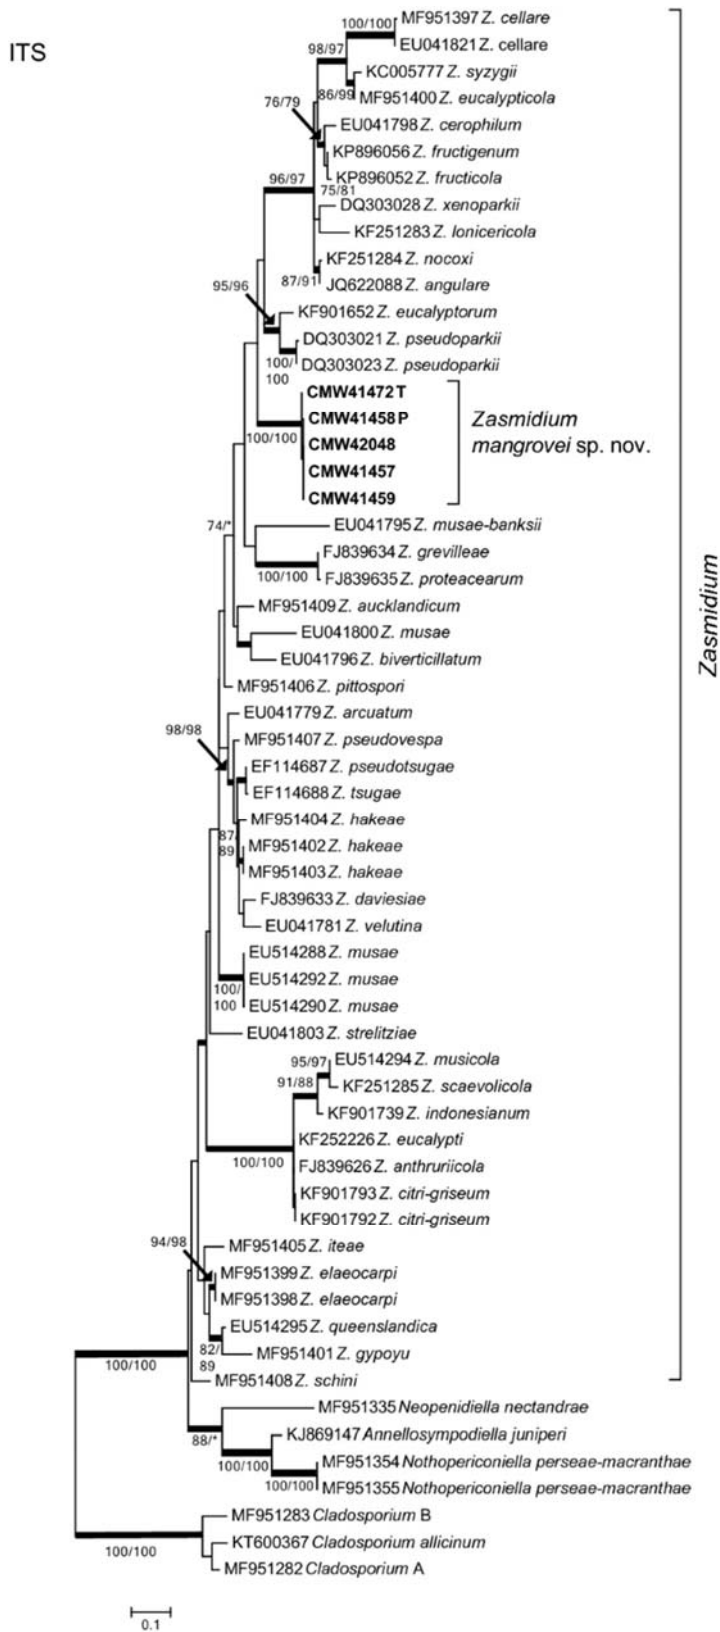 ITS
100/100
MF951397 Z. cellare
EU041821 Z. cellare
98/97
KC005777 Z. syzygii
86/99
MF951400 Z. eucalypticola
76/79
EU041798 Z. cerophilum
KP896056 Z. fructigenum
KP896052 Z. fructicola
96/97
75/81
DQ303028 Z. xenoparkii
KF251283 Z. lonicericola
KF251284 Z. nocoxi
87/91
JQ622088 Z. angulare
95/96
KF901652 Z. eucalyptorum
DQ303021 Z. pseudoparkii
DQ303023 Z. pseudoparkii
100/
100
CMW41472 T
CMW41458 P
CMW42048
CMW41457
CMW41459
100/100
Zasmidium
mangrovei sp. nov.
74/*
EU041795 Z. musae-banksii
FJ839634 Z. grevilleae
100/100
FJ839635 Z. proteacearum
MF951409 Z. aucklandicum
EU041800 Z. musae
EU041796 Z. biverticillatum
Zasmidium
MF951406 Z. pittospori
EU041779 Z. arcuatum
98/98
MF951407 Z. pseudovespa
EF114687 Z. pseudotsugae
EF114688 Z. tsugae
MF951404 Z. hakeae
87/
89
MF951402 Z. hakeae
MF951403 Z. hakeae
FJ839633 Z. daviesiae
EU041781 Z. velutina
EU514288 Z. musae
EU514292 Z. musae
100/
100
EU514290 Z. musae
EU041803 Z. strelitziae
95/97
EU514294 Z. musicola
91/88
KF251285 Z. scaevolicola
KF901739 Z. indonesianum
KF252226 Z. eucalypti
100/100
FJ839626 Z. anthruriicola
KF901793 Z. citri-griseum
KF901792 Z. citri-griseum
94/98
MF951405 Z. iteae
MF951399 Z. elaeocarpi
MF951398 Z. elaeocarpi
EU514295 Z. queenslandica
82/
89
MF951401 Z. gypoyu
100/100
MF951408 Z. schini
MF951335 Neopenidiella nectandrae
88/*
KJ869147 Annellosympodiella juniperi
100/100
MF951354 Nothopericoniella perseae-macranthae
100/100
MF951355 Nothopericoniella perseae-macranthae
MF951283 Cladosporium B
100/100
KT600367 Cladosporium allicinum
MF951282 Cladosporium A
0.1